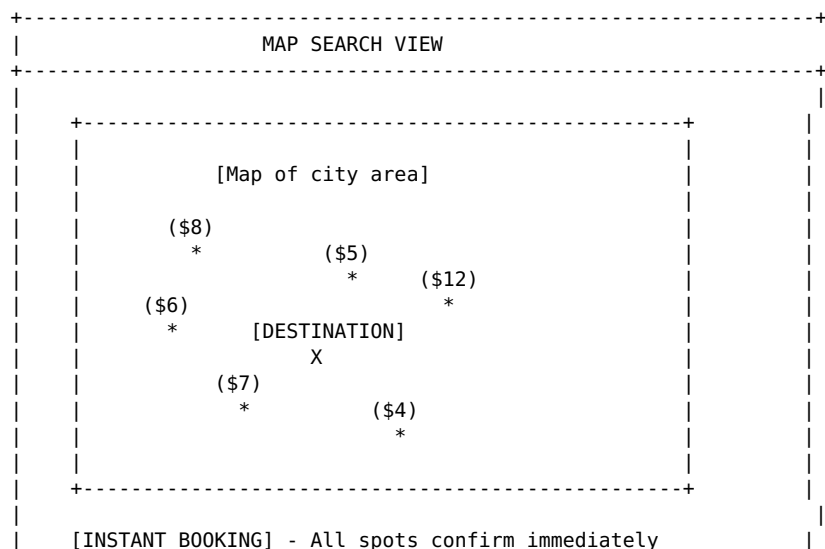 MAP SEARCH VIEW
[Map of city area]
($8)
* ($5)
* ($12)
($6) *
* [DESTINATION]
X
($7)
* ($4)
*
[INSTANT BOOKING] - All spots confirm immediately